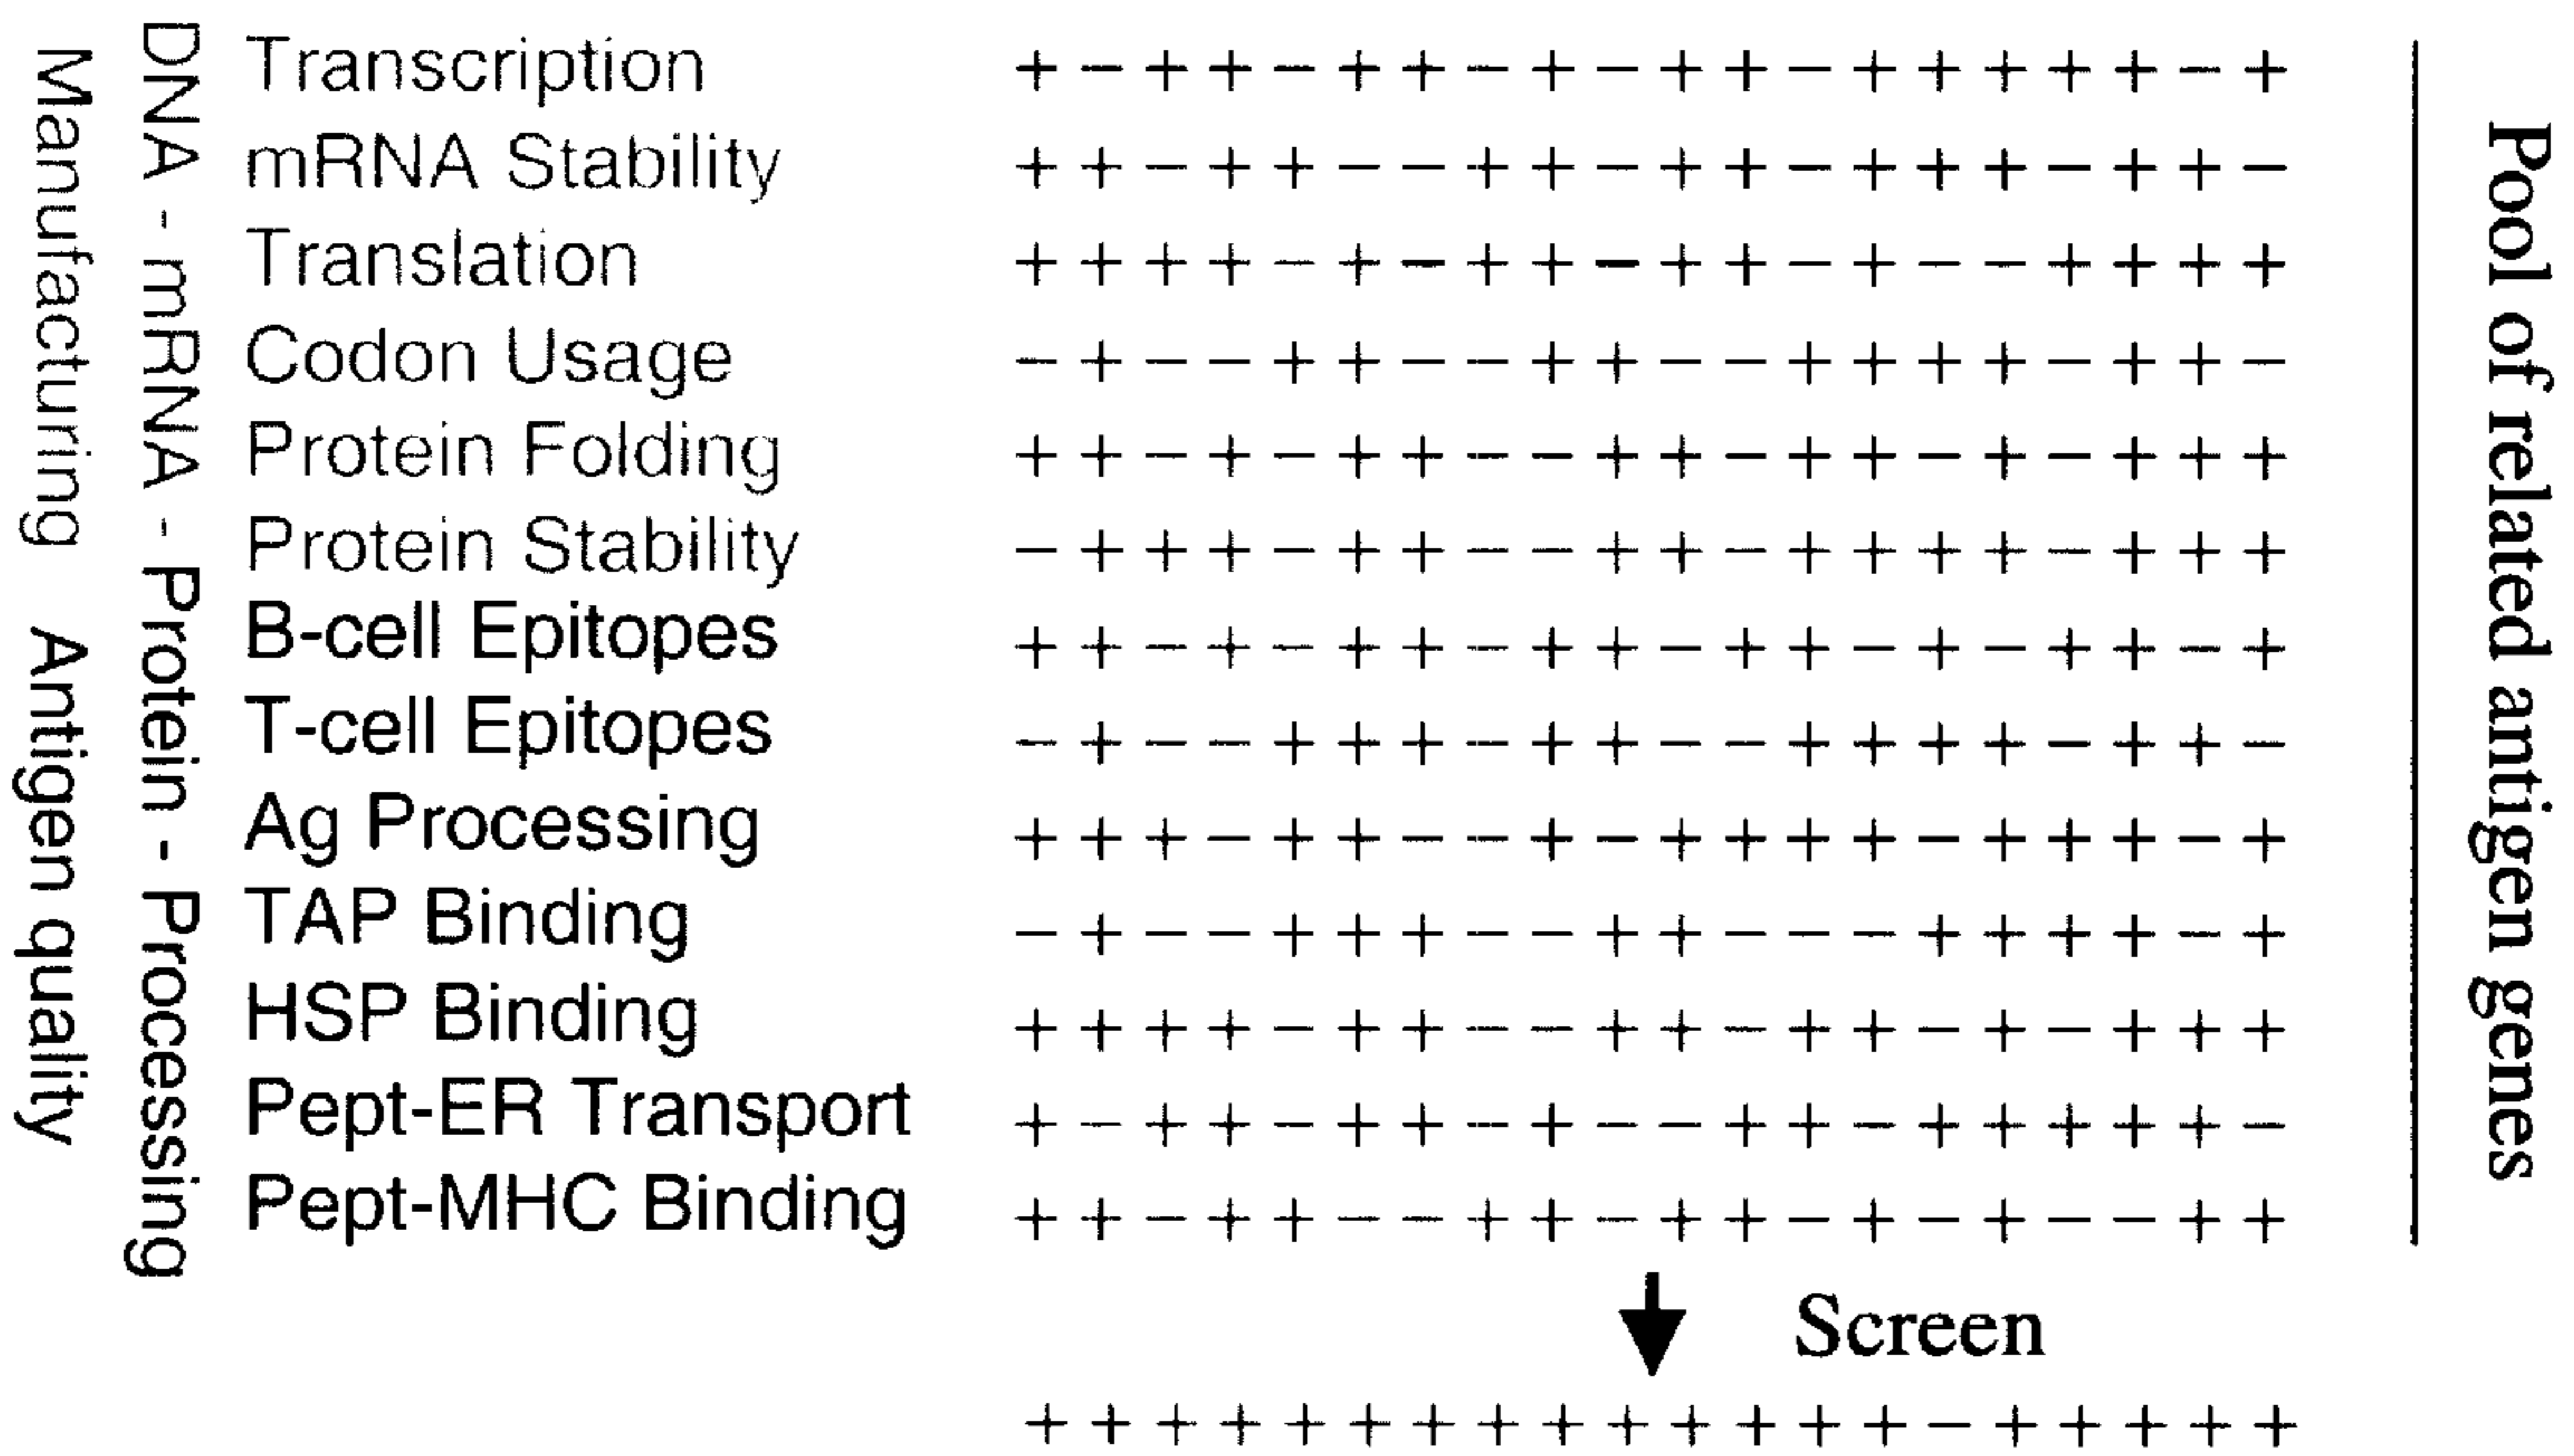 Manufacturing Antigen quality
DNA - mRNA - Protein - Processing
Transcription + - + + - + + - + - + + - + + + + + - +
mRNA Stability + + - + + - - + + - + + - + + + - + + -
Translation + + + + - + - + + - + + - + - - + + + +
Codon Usage - + - - + + - - + + - - + + + + - + + -
Protein Folding + + - + - + + - - + + - + + - + - + + +
Protein Stability - + + + - + + - - + + - + + + + - + + +
B-cell Epitopes + + - + - + + - + + - + + - + - + + - +
T-cell Epitopes - + - - + + + - + + - - + + + + - + + -
Ag Processing + + + - + + - - + - + + + + - + + + - +
TAP Binding - + - - + + + - - + + - - - + + + + - +
HSP Binding + + + + - + + - - + + - + + - + - + + +
Pept-ER Transport + - + + - + + - + - - + + - + + + + + -
Pept-MHC Binding + + - + + - - + + - + + - + - + - - + +
Pool of related antigen genes
Screen
+ + + + + + + + + + + + + + - + + + + +